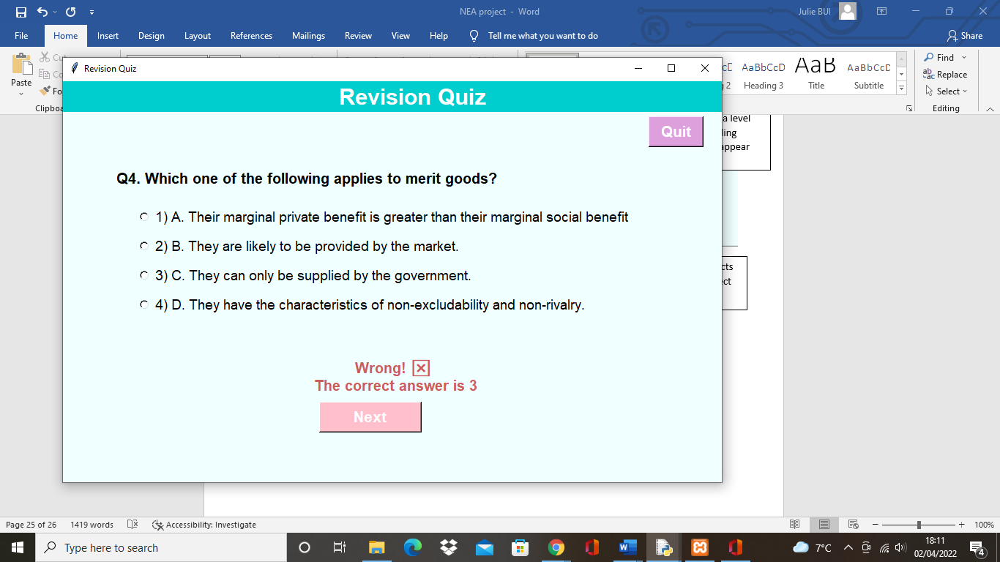 NEA project - Word
Julie BUI
File Home Insert Design Layout References Mailings Review View Help Tell me what you want to do Share
Paste
Clipboa
Revision Quiz
AaBbCcD AaB AaBbCcD
Heading 3 Title Subtitle
Find
Replace
Select
Editing
Revision Quiz
Quit
a level
ling
appear
Q4. Which one of the following applies to merit goods?
1) A. Their marginal private benefit is greater than their marginal social benefit
2) B. They are likely to be provided by the market.
3) C. They can only be supplied by the government.
4) D. They have the characteristics of non-excludability and non-rivalry.
cts
ect
Wrong!
The correct answer is 3
Next
Page 25 of 26 1419 words Accessibility: Investigate 100%
Type here to search
7°C
18:11
02/04/2022
4